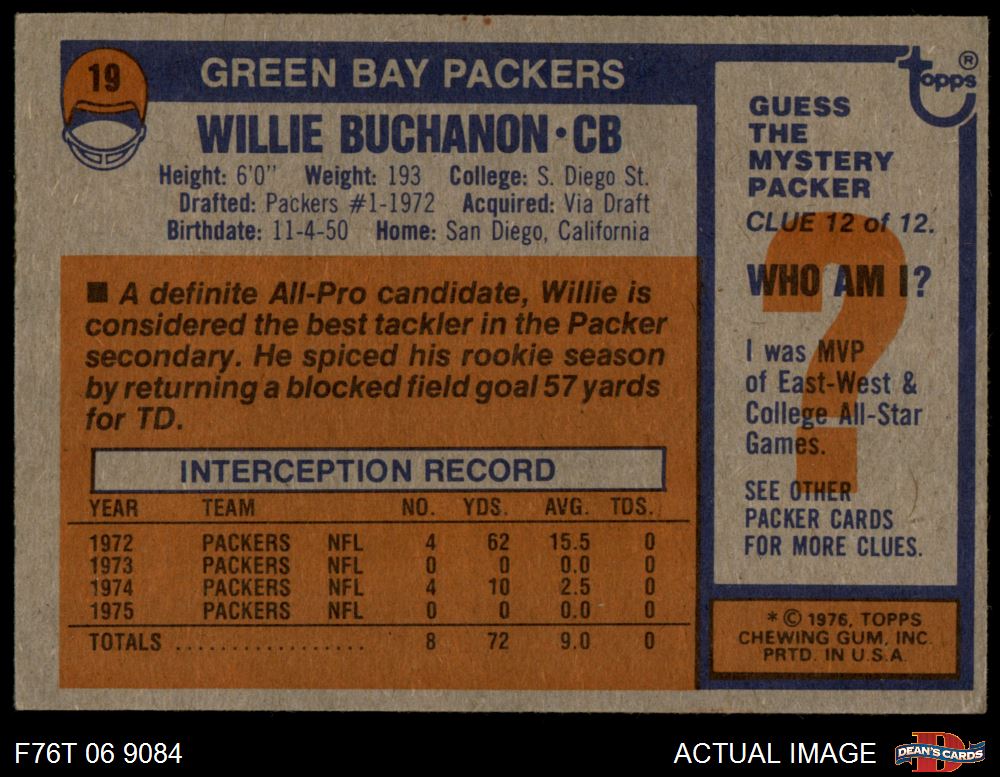 19
GREEN BAY PACKERS
WILLIE BUCHANON • CB
Height: 6'0" Weight: 193 College: S. Diego St.
Drafted: Packers #1-1972 Acquired: Via Draft
Birthdate: 11-4-50 Home: San Diego, California
■ A definite All-Pro candidate, Willie is
considered the best tackler in the Packer
secondary. He spiced his rookie season
by returning a blocked field goal 57 yards
for TD.
INTERCEPTION RECORD
YEAR TEAM NO. YDS. AVG. TDS.
1972 PACKERS NFL 4 62 15.5 0
1973 PACKERS NFL 0 0 0.0 0
1974 PACKERS NFL 4 10 2.5 0
1975 PACKERS NFL 0 0 0.0 0
TOTALS .................. 8 72 9.0 0
topps ®
GUESS
THE
MYSTERY
PACKER
CLUE 12 of 12.
?
WHO AM I?
I was MVP
of East-West &
College All-Star
Games.
SEE OTHER
PACKER CARDS
FOR MORE CLUES.
* © 1976, TOPPS
CHEWING GUM, INC.
PRTD. IN U.S.A.
F76T 06 9084
ACTUAL IMAGE
D
DEAN'S CARDS